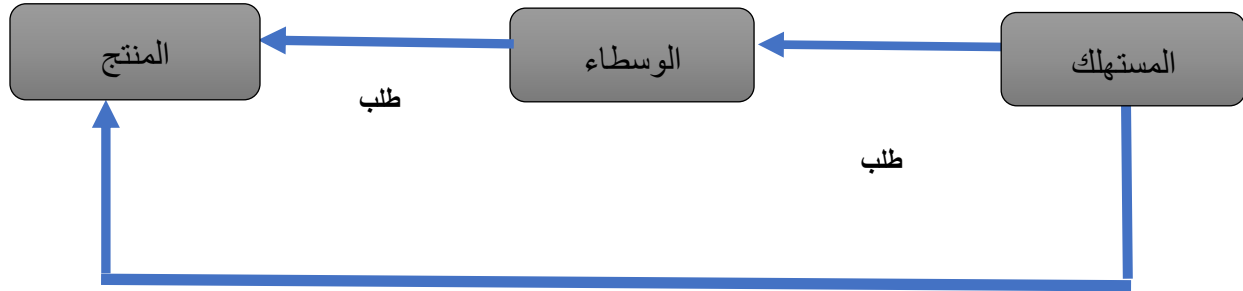 المستهلك
الوسطاء
المنتج
طلب
طلب